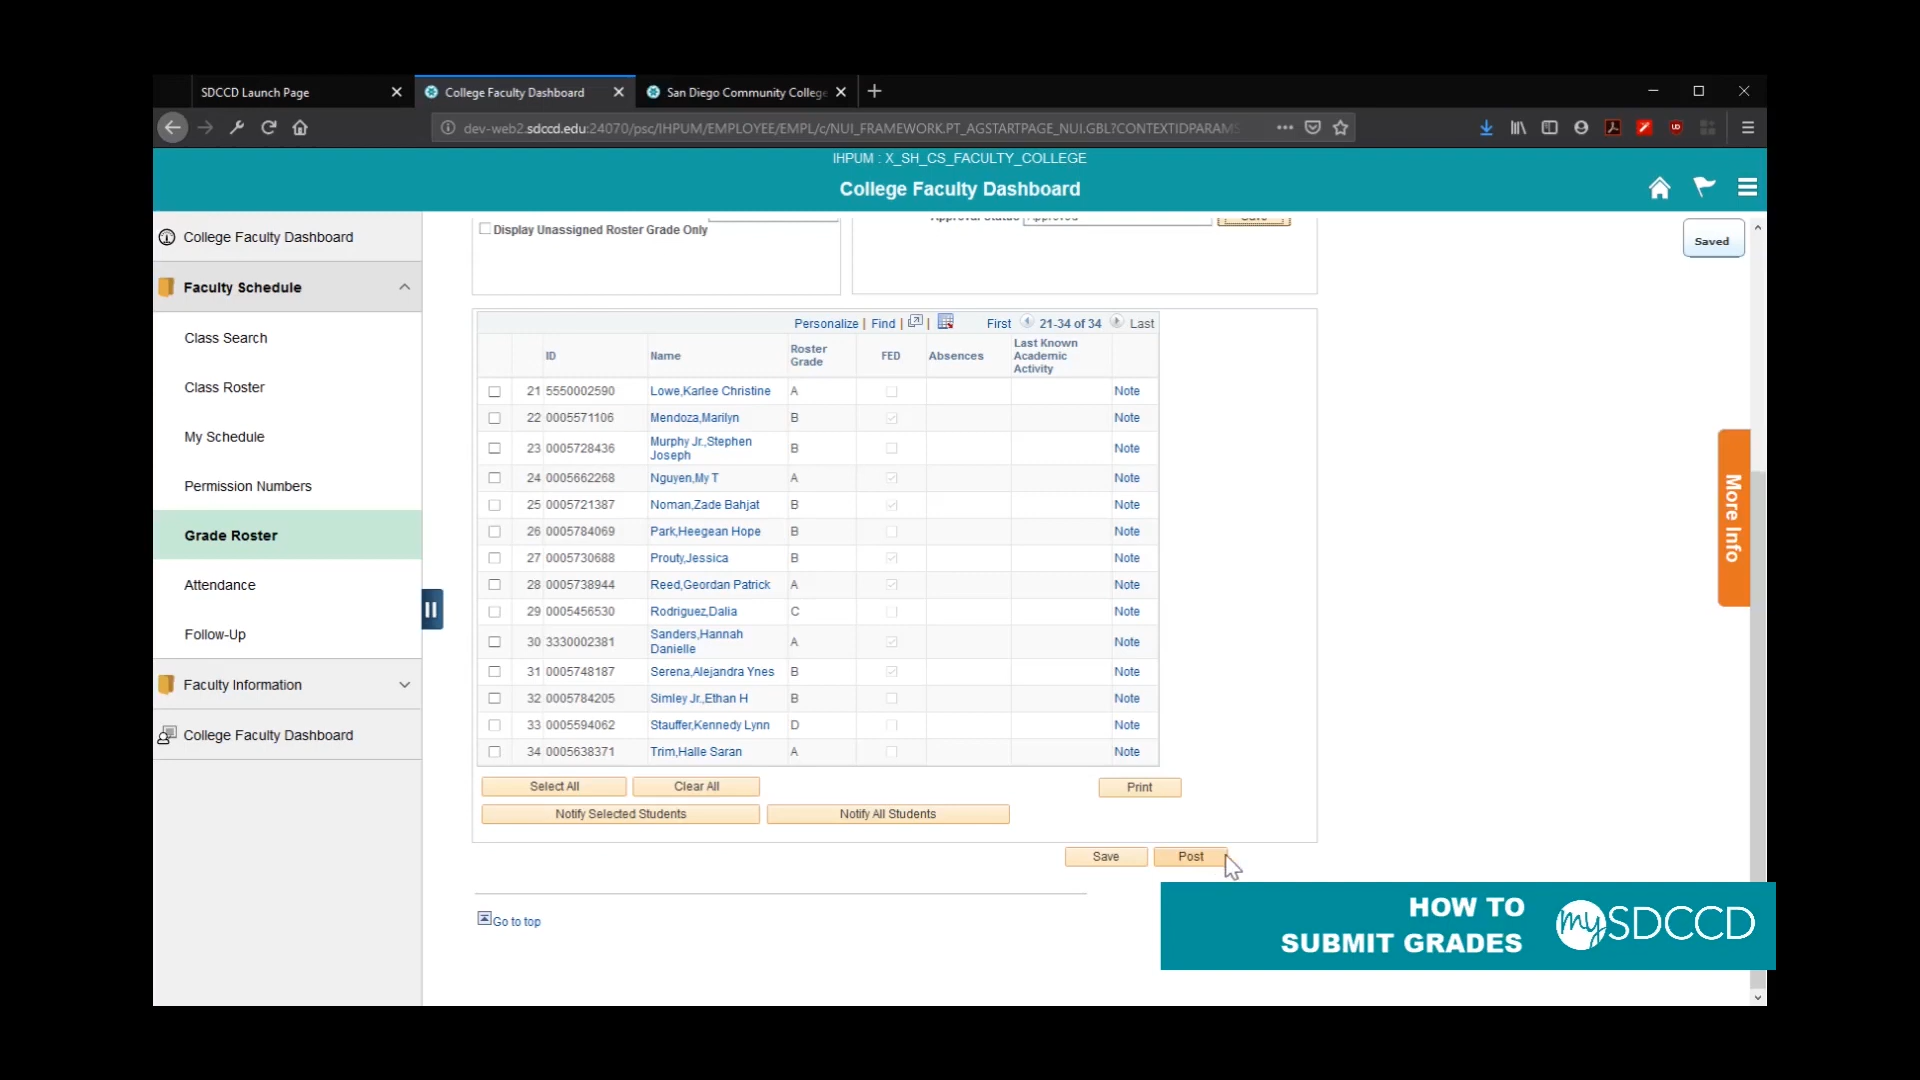 SDCCD Launch Page
College Faculty Dashboard
San Diego Community College
dev-web2.sdccd.edu:24070/psc/IHPUM/EMPLOYEE/EMPL/c/NUI_FRAMEWORK.PT_AGSTARTPAGE_NUI.GBL?CONTEXTIDPARAMS
IHPUM : X_SH_CS_FACULTY_COLLEGE
College Faculty Dashboard
College Faculty Dashboard
Faculty Schedule
Class Search
Class Roster
My Schedule
Permission Numbers
Grade Roster
Attendance
Follow-Up
Faculty Information
College Faculty Dashboard
Display Unassigned Roster Grade Only
Approval Status Approved Save
Saved
Personalize | Find | | First 21-34 of 34 Last
ID Name Roster Grade FED Absences Last Known Academic Activity
21 5550002590 Lowe,Karlee Christine A Note
22 0005571106 Mendoza,Marilyn B Note
23 0005728436 Murphy Jr.,Stephen Joseph B Note
24 0005662268 Nguyen,My T A Note
25 0005721387 Noman,Zade Bahjat B Note
26 0005784069 Park,Heegean Hope B Note
27 0005730688 Prouty,Jessica B Note
28 0005738944 Reed,Geordan Patrick A Note
29 0005456530 Rodriguez,Dalia C Note
30 3330002381 Sanders,Hannah Danielle A Note
31 0005748187 Serena,Alejandra Ynes B Note
32 0005784205 Simley Jr.,Ethan H B Note
33 0005594062 Stauffer,Kennedy Lynn D Note
34 0005638371 Trim,Halle Saran A Note
Select All Clear All Print
Notify Selected Students Notify All Students
Save Post
Go to top
More Info
HOW TO
SUBMIT GRADES
mySDCCD